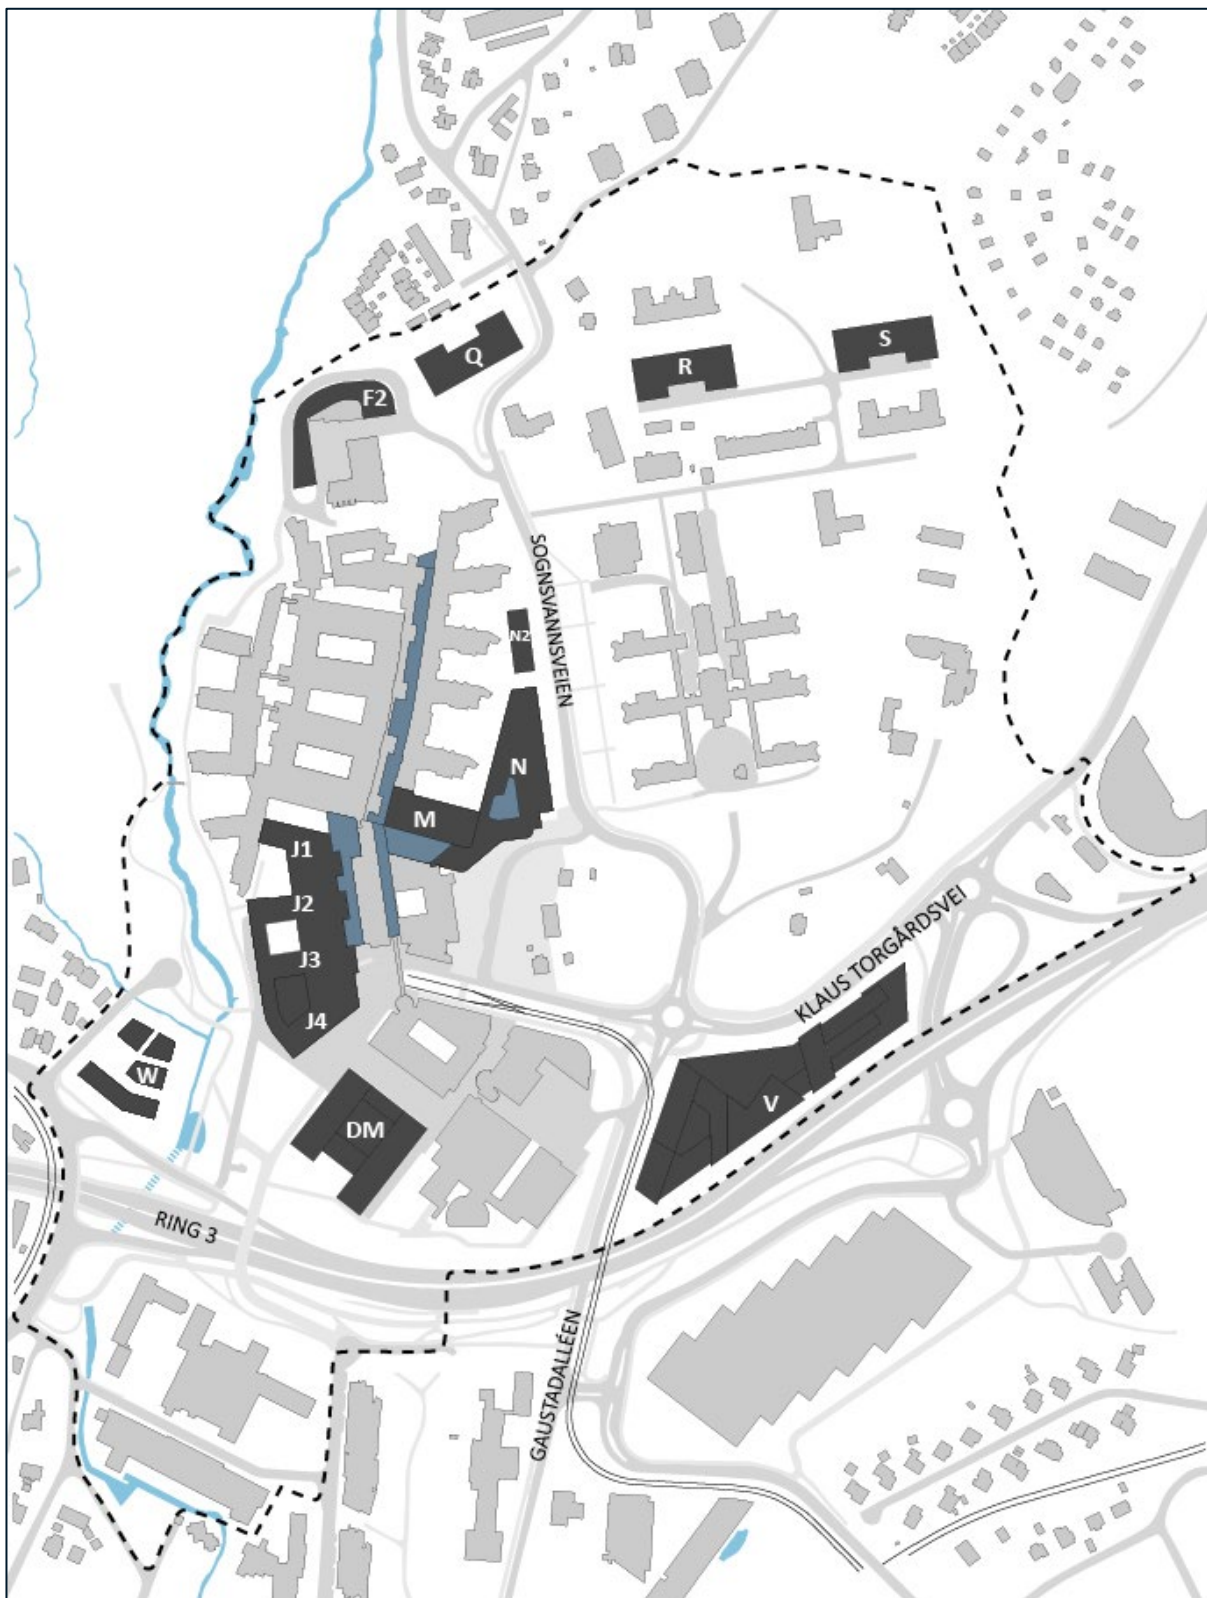 S
R
Q
F2
SOGNSVANNSVEIEN
N2
N
M
J1
J2
J3
J4
KLAUS TORGÅRDSVEI
W
V
DM
RING 3
GAUSTADALLÉEN